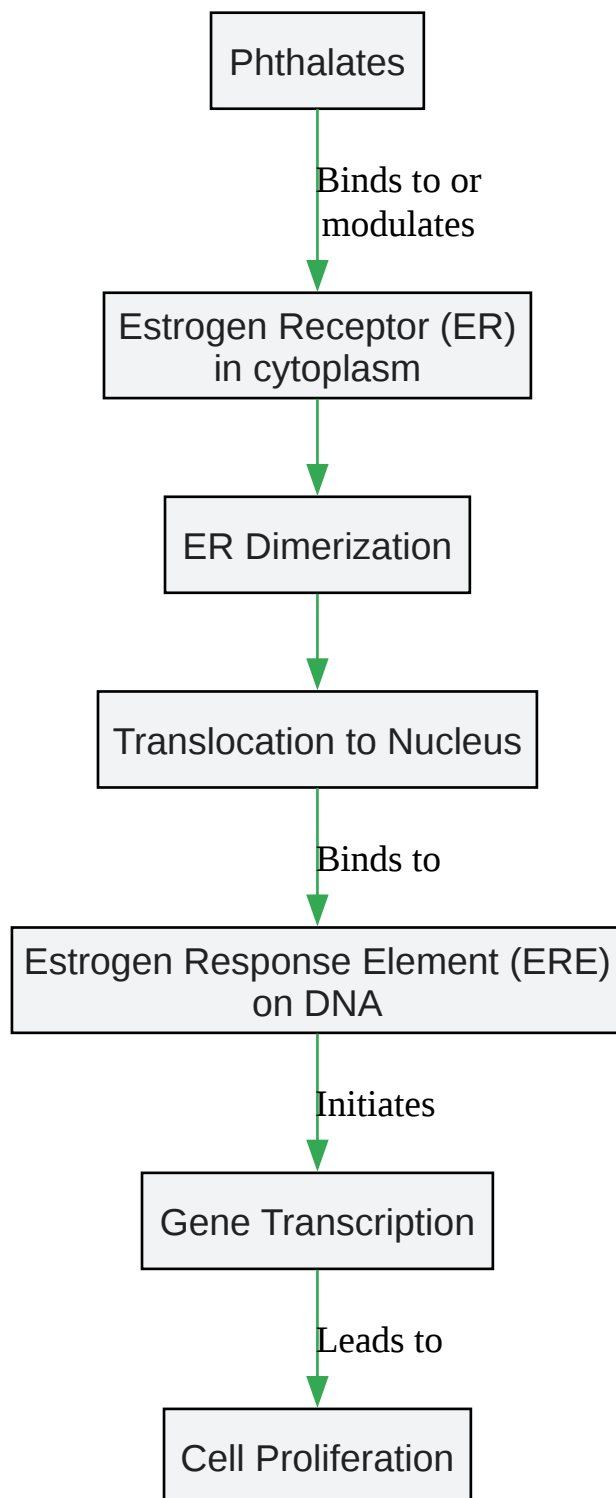 Phthalates
Binds to or
modulates
Estrogen Receptor (ER)
in cytoplasm
ER Dimerization
Translocation to Nucleus
Binds to
Estrogen Response Element (ERE)
on DNA
Initiates
Gene Transcription
Leads to
Cell Proliferation